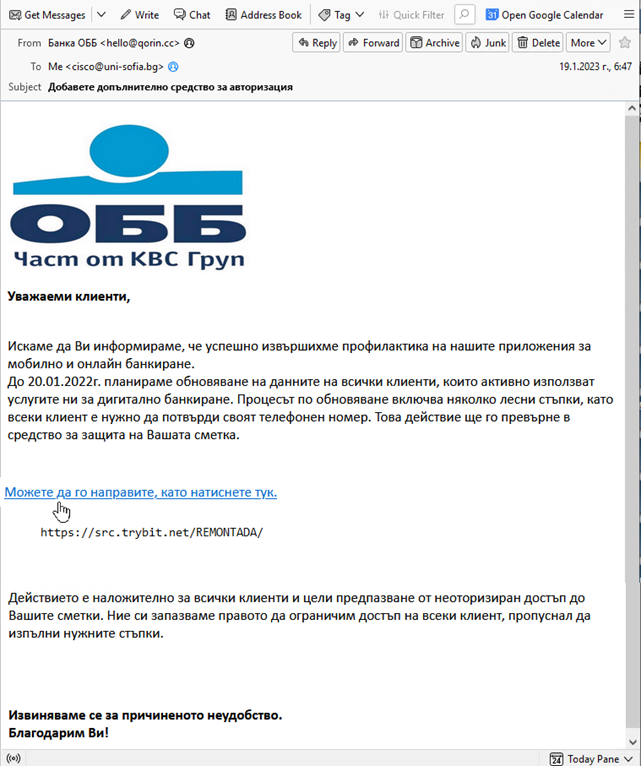 Get Messages Write Chat Address Book Tag Quick Filter 31 Open Google Calendar
From Банка ОББ <hello@qorin.cc> Reply Forward Archive Junk Delete More
To Me <cisco@uni-sofia.bg> 19.1.2023 г., 6:47
Subject Добавете допълнително средство за авторизация
ОББ
Част от КВС Груп
Уважаеми клиенти,
Искаме да Ви информираме, че успешно извършихме профилактика на нашите приложения за
мобилно и онлайн банкиране.
До 20.01.2022г. планираме обновяване на данните на всички клиенти, които активно използват
услугите ни за дигитално банкиране. Процесът по обновяване включва няколко лесни стъпки, като
всеки клиент е нужно да потвърди своят телефонен номер. Това действие ще го превърне в
средство за защита на Вашата сметка.
Можете да го направите, като натиснете тук.
https://src.trybit.net/REMONTADA/
Действието е наложително за всички клиенти и цели предпазване от неоторизиран достъп до
Вашите сметки. Ние си запазваме правото да ограничим достъп на всеки клиент, пропуснал да
изпълни нужните стъпки.
Извиняваме се за причиненото неудобство.
Благодарим Ви!
24 Today Pane